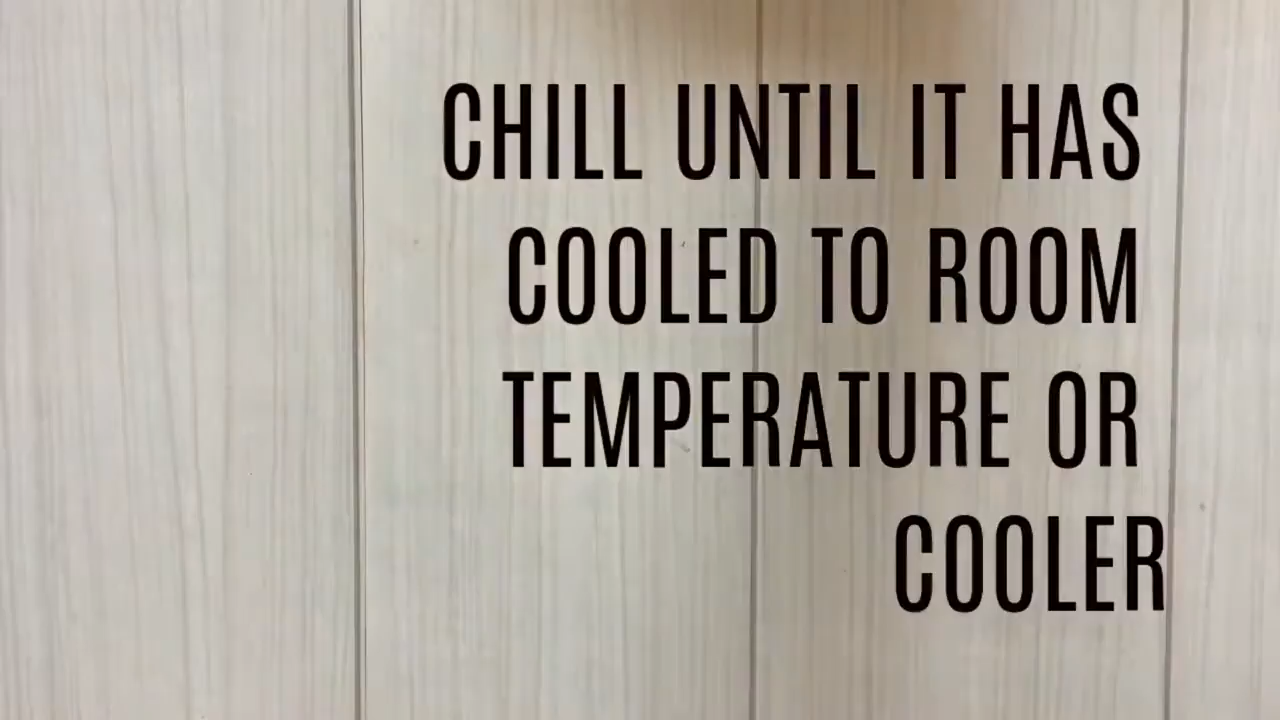 CHILL UNTIL IT HAS
COOLED TO ROOM
TEMPERATURE OR
COOLER